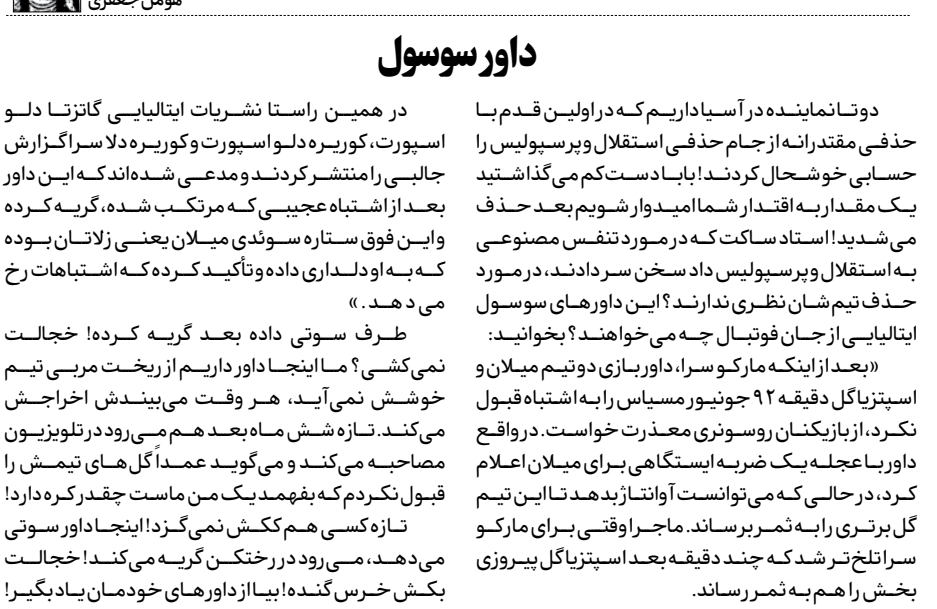 هومن جعفری
داور سوسول
دو تا نماینده در آسیا داریم که در اولین قدم با
حذفی مقتدرانه از جام حذفی استقلال و پرسپولیس را
حسابی خوشحال کردند! بابا دست کم می گذاشتید
یک مقدار به اقتدار شما امیدوار شویم بعد حذف
می شدید! استاد ساکت که در مورد تنفس مصنوعی
به استقلال و پرسپولیس داد سخن سر دادند، در مورد
حذف تیم شان نظری ندارند؟ این داورهای سوسول
ایتالیایی از جان فوتبال چه می خواهند؟ بخوانید:
«بعد از اینکه مارکو سرا، داور بازی دو تیم میلان و
اسپتزیا گل دقیقه ۹۲ جونیور مسیاس را به اشتباه قبول
نکرد، از بازیکنان روسونری معذرت خواست. در واقع
داور با عجله یک ضربه ایستگاهی برای میلان اعلام
کرد، در حالی که می توانست آوانتاژ بدهد تا این تیم
گل برتری را به ثمر برساند. ماجرا وقتی برای مارکو
سرا تلخ تر شد که چند دقیقه بعد اسپتزیا گل پیروزی
بخش را هم به ثمر رساند.
در همین راستا نشریات ایتالیایی گاتزتا دلو
اسپورت، کوریره دلو اسپورت و کوریره دلا سرا گزارش
جالبی را منتشر کردند و مدعی شده اند که این داور
بعد از اشتباه عجیبی که مرتکب شده، گریه کرده
و این فوق ستاره سوئدی میلان یعنی زلاتان بوده
که به او دلداری داده و تأکید کرده که اشتباهات رخ
می دهد.»
طرف سوتی داده بعد گریه کرده! خجالت
نمی کشی؟ ما اینجا داور داریم از ریخت مربی تیم
خوشش نمی آید، هر وقت می بیندش اخراجش
می کند. تازه شش ماه بعد هم می رود در تلویزیون
مصاحبه می کند و می گوید عمداً گل های تیمش را
قبول نکردم که بفهمد یک من ماست چقدر کره دارد!
تازه کسی هم ککش نمی گزد! اینجا داور سوتی
می دهد، می رود در رختکن گریه می کند! خجالت
بکش خرس گنده! بیا از داورهای خودمان یاد بگیر!